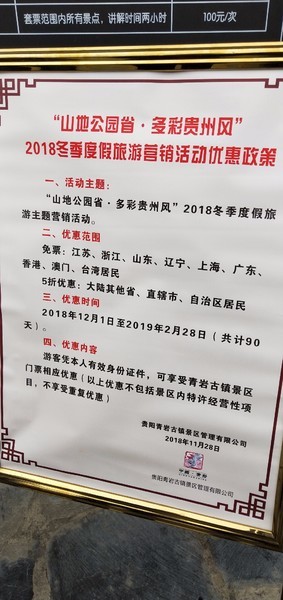 套票范围内所有景点，讲解时间两小时 100元/次
“山地公园省·多彩贵州风”
2018冬季度假旅游营销活动优惠政策
一、活动主题：
“山地公园省·多彩贵州风”2018冬季度假旅
游主题营销活动。
二、优惠范围
免票：江苏、浙江、山东、辽宁、上海、广东、
香港、澳门、台湾居民
5折优惠：大陆其他省、直辖市、自治区居民
三、优惠时间
2018年12月1日至2019年2月28日（共计90
天）。
四、优惠内容
游客凭本人有效身份证件，可享受青岩古镇景区
门票相应优惠（以上优惠不包括景区内特许经营性项
目，不享受重复优惠）
贵阳青岩古镇景区管理有限公司
2018年11月28日
贵阳青岩古镇景区管理有限公司